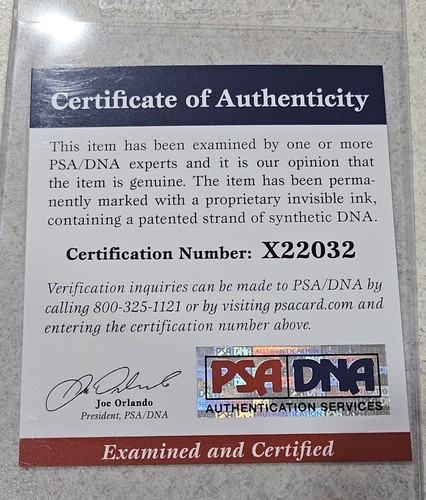 Certificate of Authenticity
This item has been examined by one or more
PSA/DNA experts and it is our opinion that
the item is genuine. The item has been perma-
nently marked with a proprietary invisible ink,
containing a patented strand of synthetic DNA.
Certification Number: X22032
Verification inquiries can be made to PSA/DNA by
calling 800-325-1121 or by visiting psacard.com and
entering the certification number above.
Joe Orlando
President, PSA/DNA
PSA DNA
AUTHENTICATION SERVICES
Examined and Certified